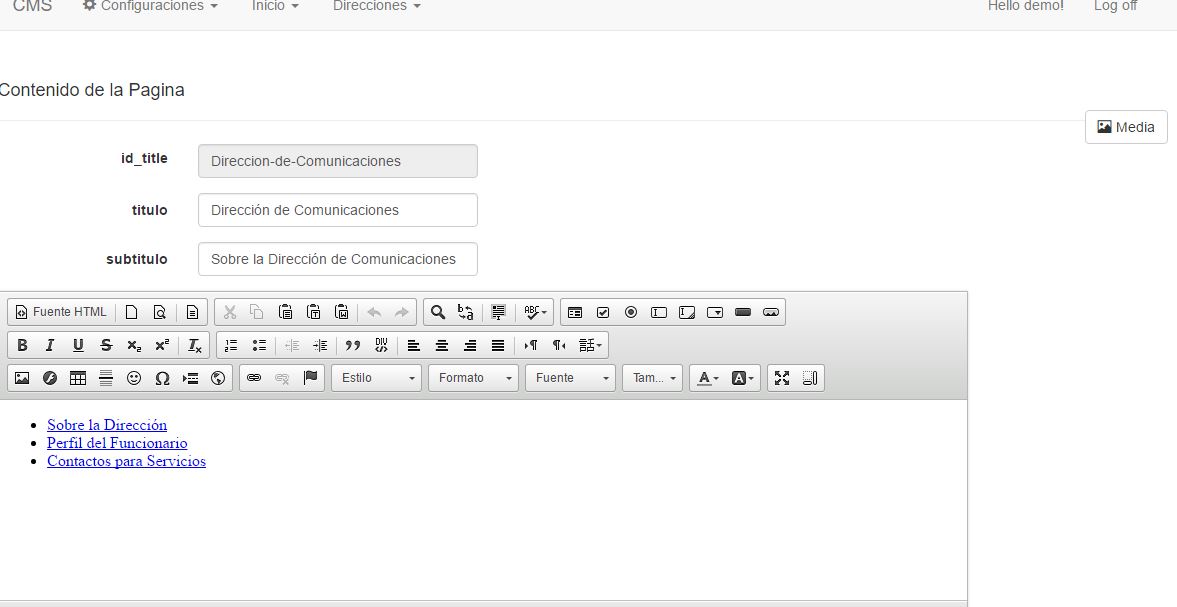 CMS Configuraciones Inicio Direcciones Hello demo! Log off
Contenido de la Pagina
Media
id_title Direccion-de-Comunicaciones
titulo Dirección de Comunicaciones
subtitulo Sobre la Dirección de Comunicaciones
Fuente HTML
Estilo Formato Fuente Tam...
Sobre la Dirección
Perfil del Funcionario
Contactos para Servicios